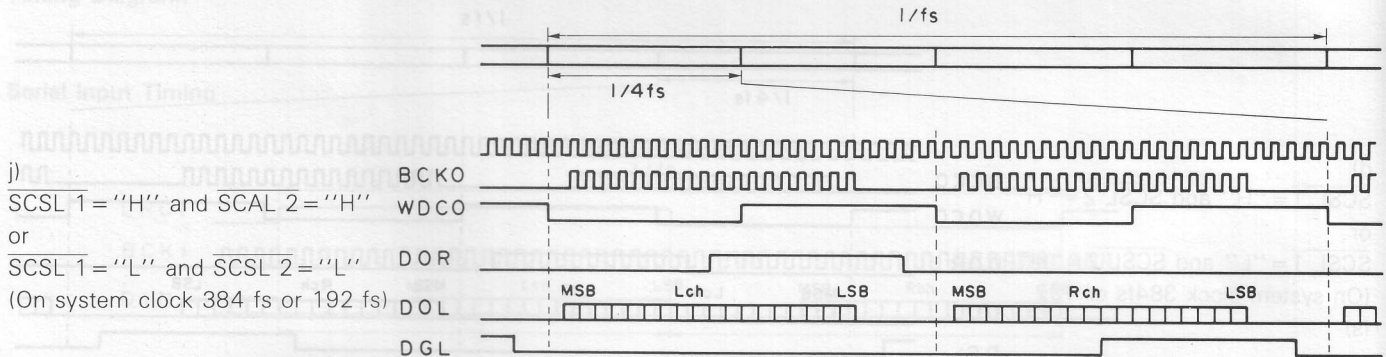 1/fs
1/4fs
j)
BCKO
SCSL 1="H" and SCAL 2="H"
WDCO
or
DOR
SCSL 1="L" and SCSL 2="L"
MSB Lch LSB MSB Rch LSB
(On system clock 384 fs or 192 fs)
DOL
DGL